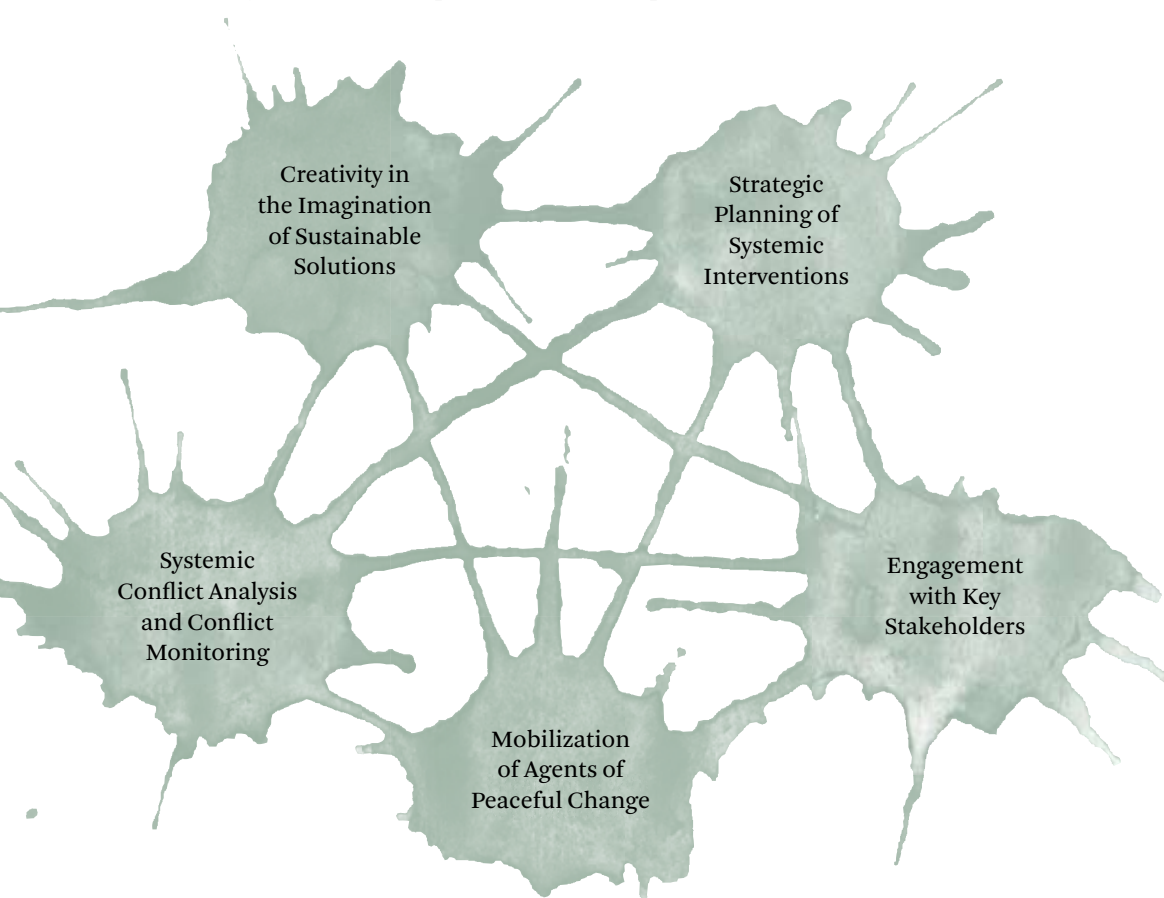 Creativity in
the Imagination
of Sustainable
Solutions
Strategic
Planning of
Systemic
Interventions
Systemic
Conflict Analysis
and Conflict
Monitoring
Engagement
with Key
Stakeholders
Mobilization
of Agents of
Peaceful Change